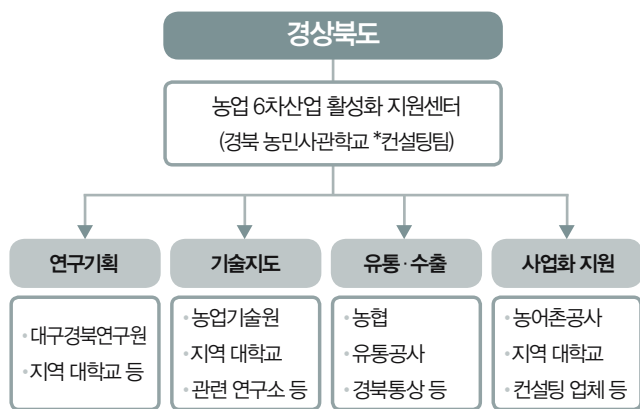 경상북도
농업 6차산업 활성화 지원센터
(경북 농민사관학교 *컨설팅팀)
연구기획
기술지도
유통·수출
사업화 지원
·대구경북연구원
·지역 대학교 등
·농업기술원
·지역 대학교
·관련 연구소 등
·농협
·유통공사
·경북통상 등
·농어촌공사
·지역 대학교
·컨설팅 업체 등